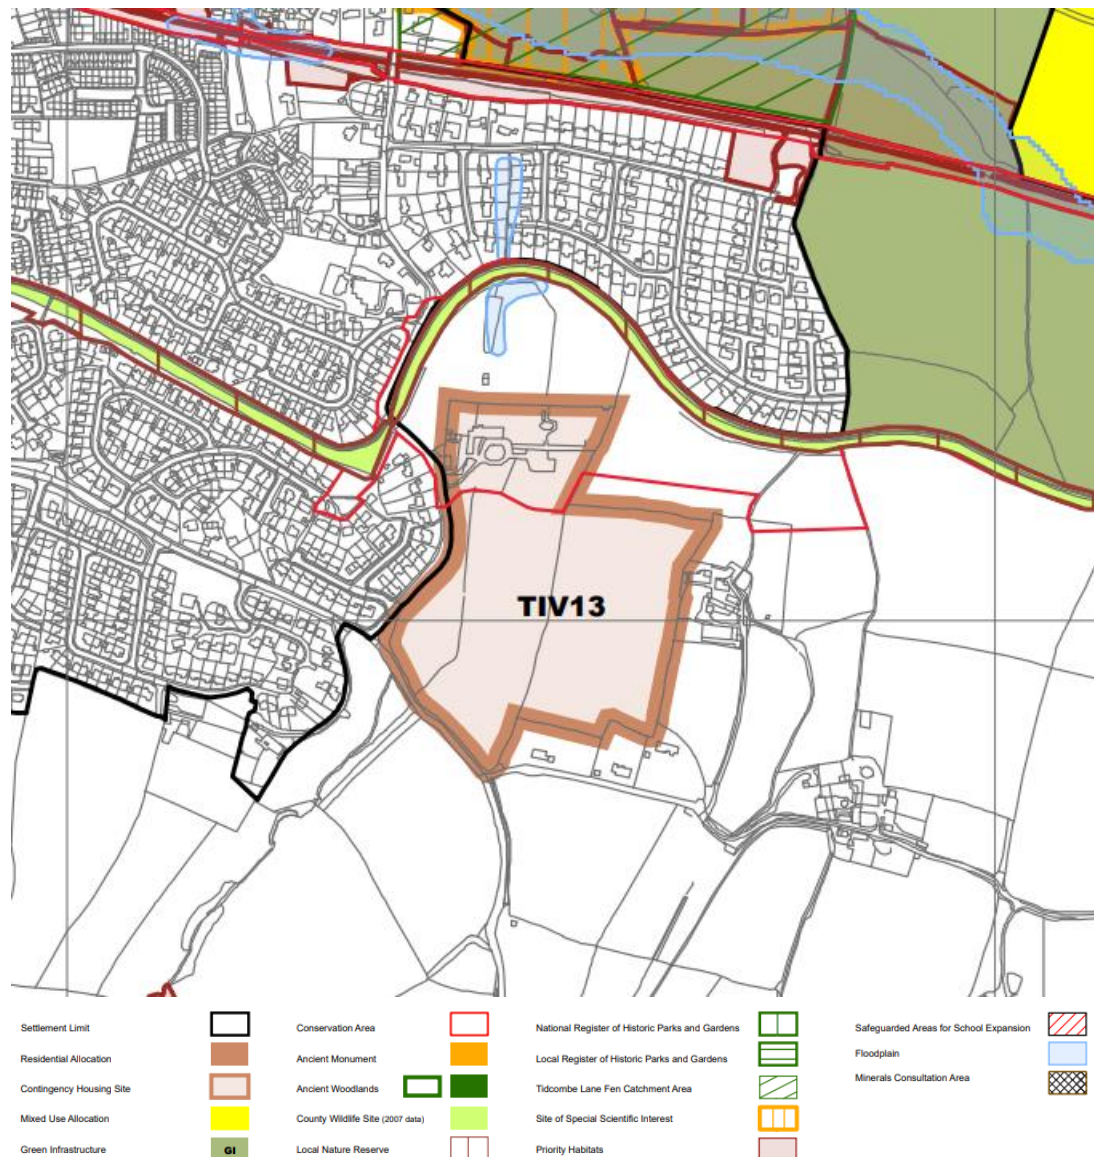 TIV13
Settlement Limit
Residential Allocation
Contingency Housing Site
Mixed Use Allocation
Green Infrastructure GI
Conservation Area
Ancient Monument
Ancient Woodlands
County Wildlife Site (2007 data)
Local Nature Reserve
National Register of Historic Parks and Gardens
Local Register of Historic Parks and Gardens
Tidcombe Lane Fen Catchment Area
Site of Special Scientific Interest
Priority Habitats
Safeguarded Areas for School Expansion
Floodplain
Minerals Consultation Area